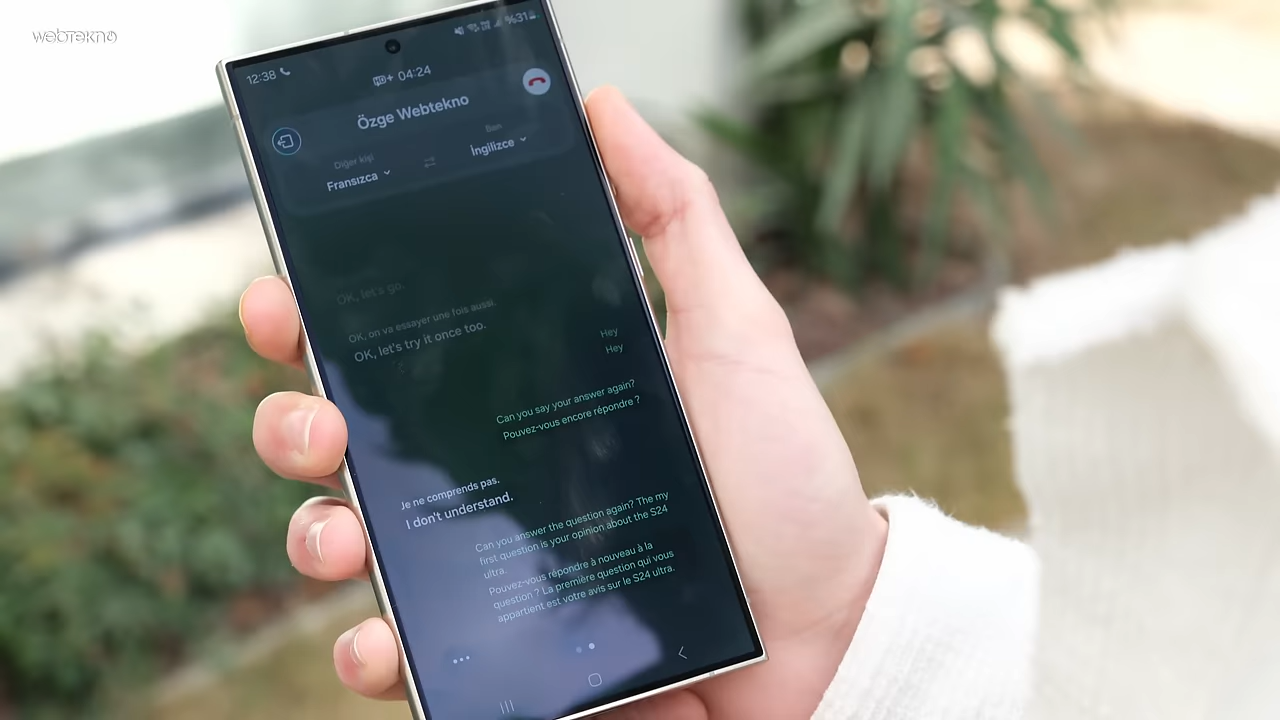 webtekno
12:38
%31
HD+ 04:24
Özge Webtekno
Diğer kişi
Ben
Fransızca
İngilizce
OK, let's go.
OK, on va essayer une fois aussi.
OK, let's try it once too.
Hey
Hey
Can you say your answer again?
Pouvez-vous encore répondre ?
Je ne comprends pas.
I don't understand.
Can you answer the question again? The my
first question is your opinion about the S24
ultra.
Pouvez-vous répondre à nouveau à la
question ? La première question qui vous
appartient est votre avis sur le S24 ultra.